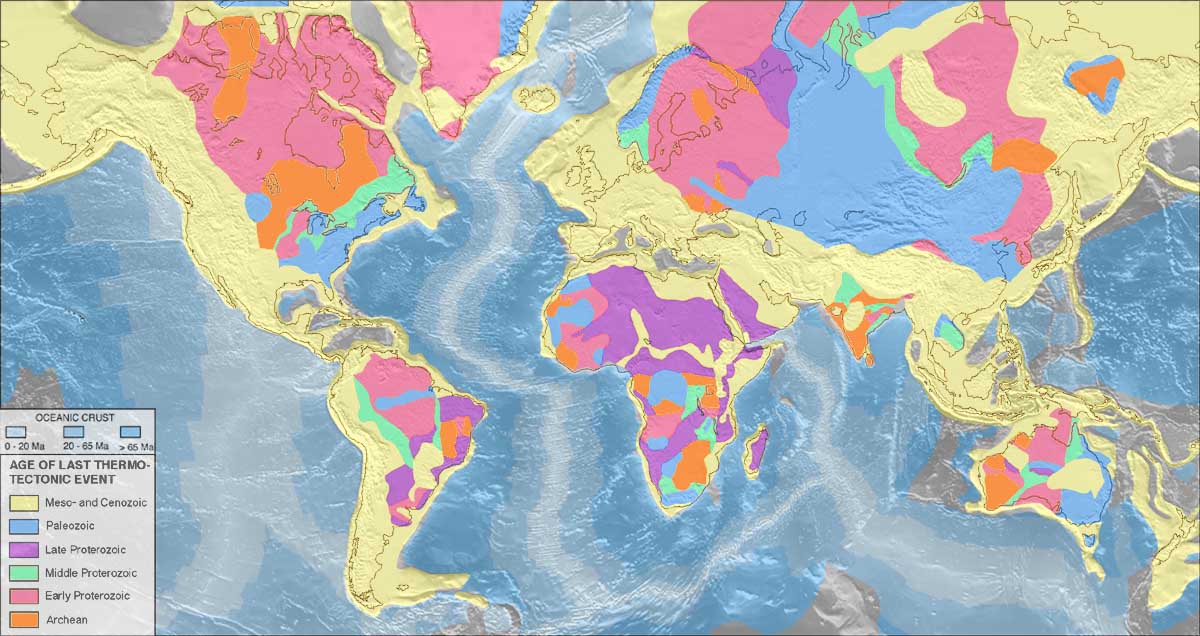 OCEANIC CRUST
0 - 20 Ma 20 - 65 Ma > 65 Ma
AGE OF LAST THERMO-
TECTONIC EVENT
Meso- and Cenozoic
Paleozoic
Late Proterozoic
Middle Proterozoic
Early Proterozoic
Archean